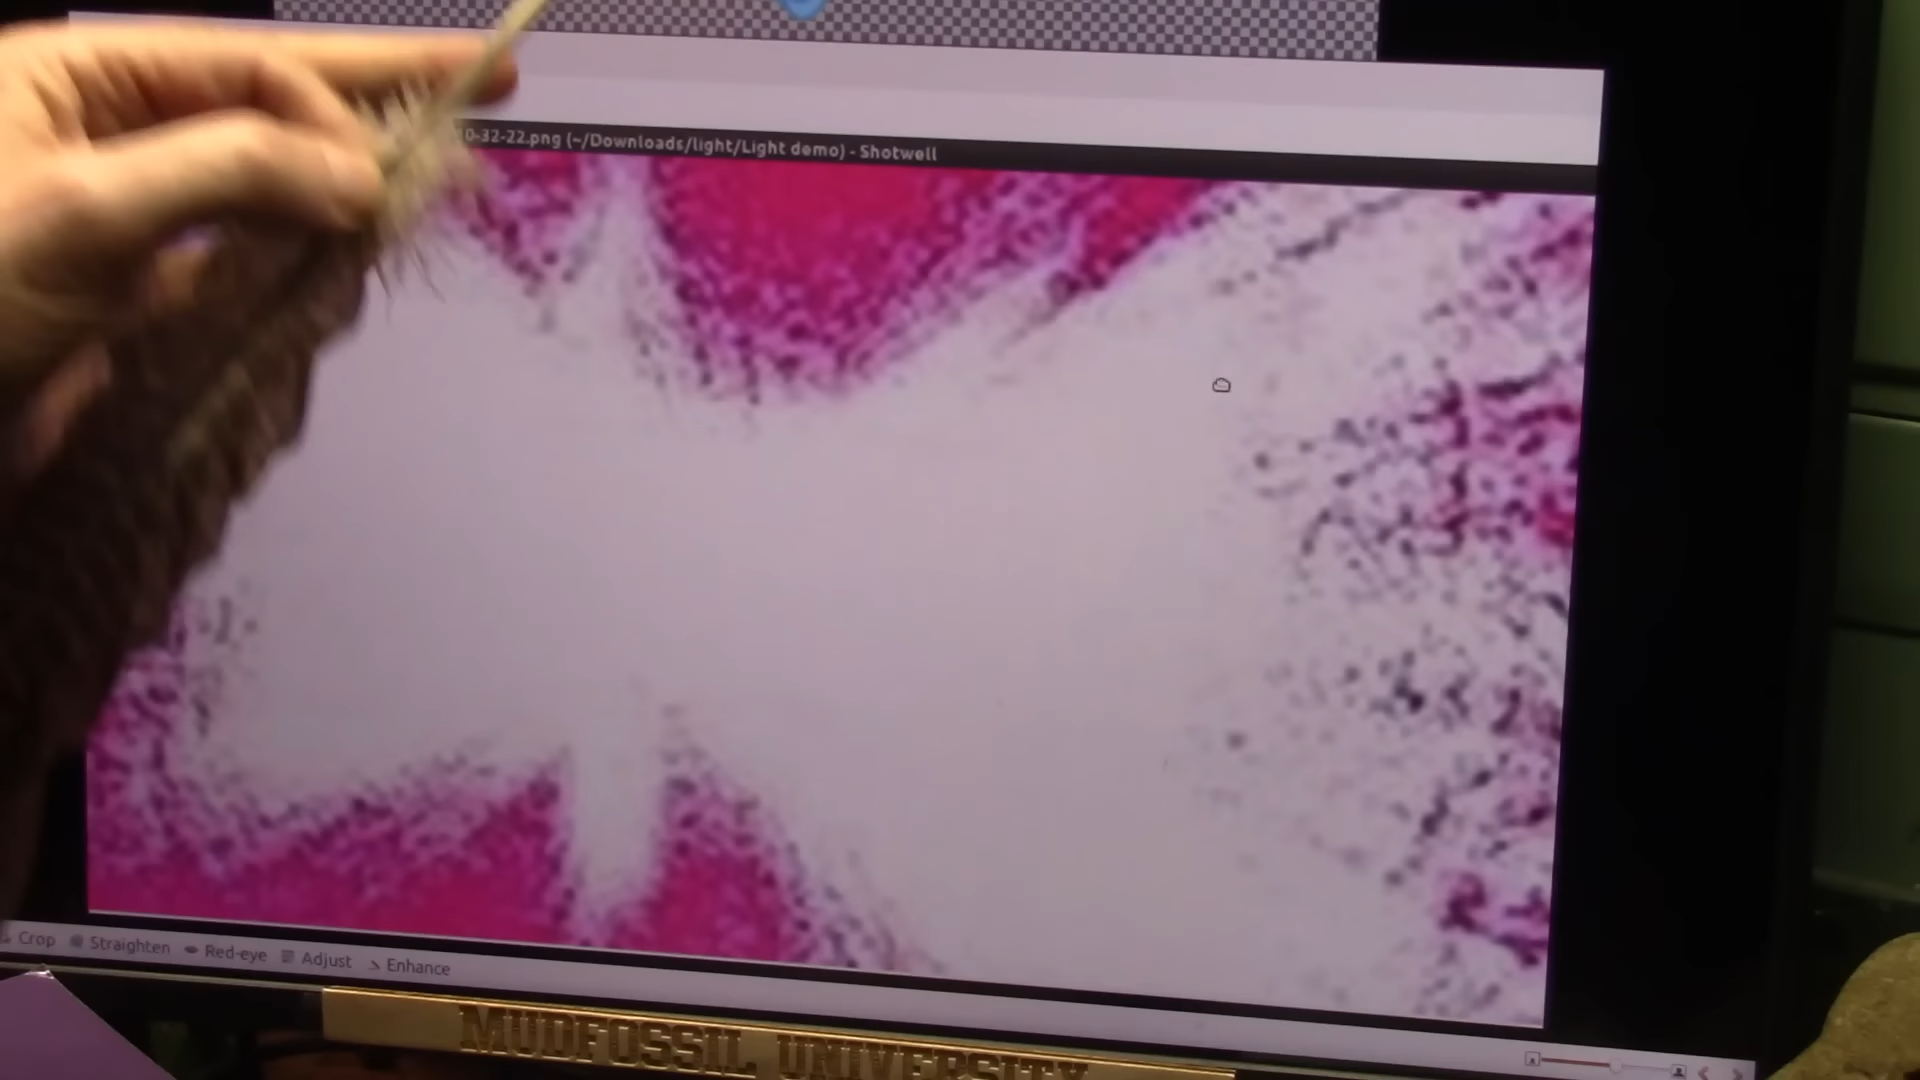 0-32-22.png (~/Downloads/light/Light demo) - Shotwell
Crop Straighten Red-eye Adjust Enhance
MUDFOSSIL UNIVERSITY